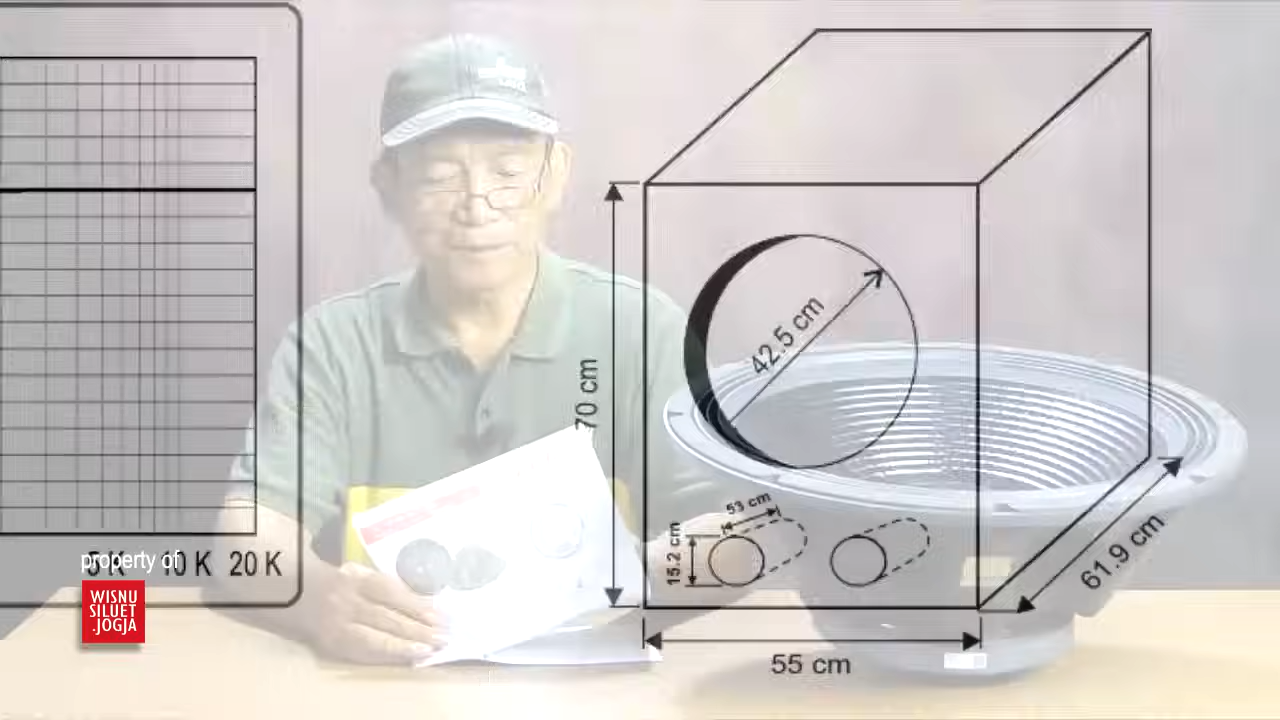 42.5 cm
70 cm
53 cm
15.2 cm
61.9 cm
55 cm
5 K 10 K 20 K
property of
WISNU
SILUET
.JOGJA